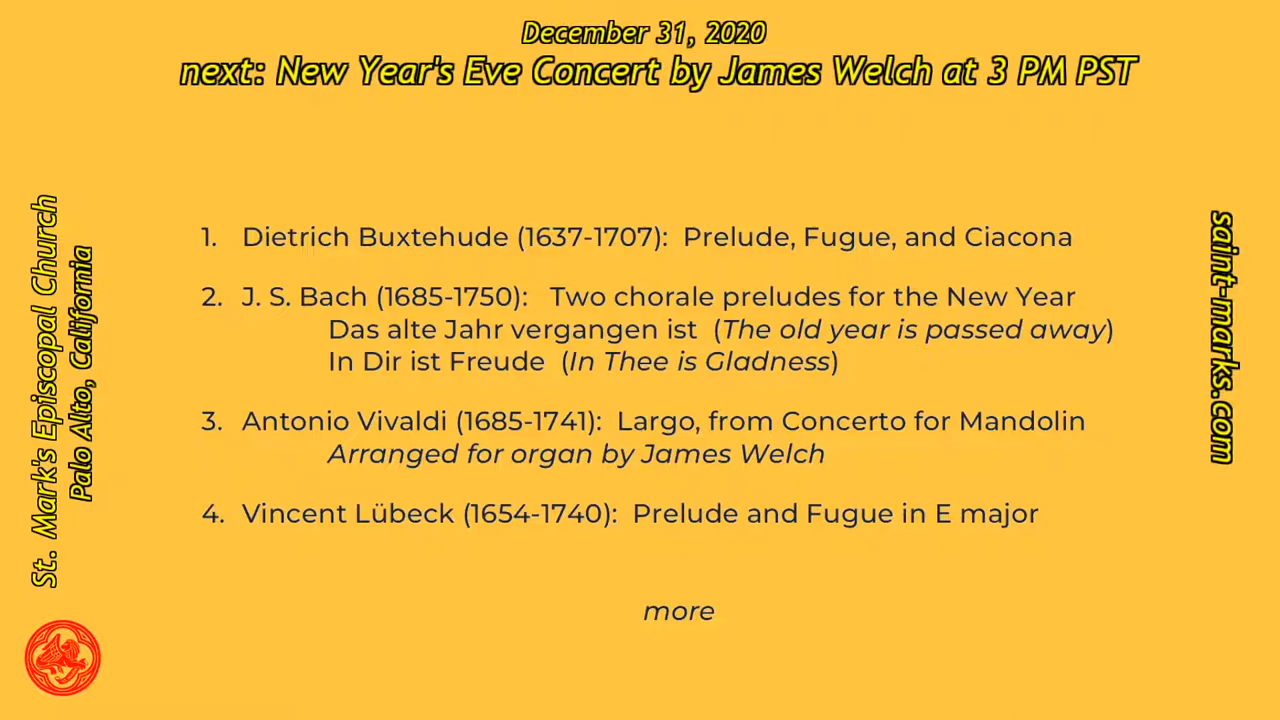 December 31, 2020
next: New Year's Eve Concert by James Welch at 3 PM PST
St. Mark's Episcopal Church
Palo Alto, California
1. Dietrich Buxtehude (1637-1707): Prelude, Fugue, and Ciacona
2. J. S. Bach (1685-1750): Two chorale preludes for the New Year
Das alte Jahr vergangen ist (The old year is passed away)
In Dir ist Freude (In Thee is Gladness)
3. Antonio Vivaldi (1685-1741): Largo, from Concerto for Mandolin
Arranged for organ by James Welch
4. Vincent Lübeck (1654-1740): Prelude and Fugue in E major
more
saint-marks.com